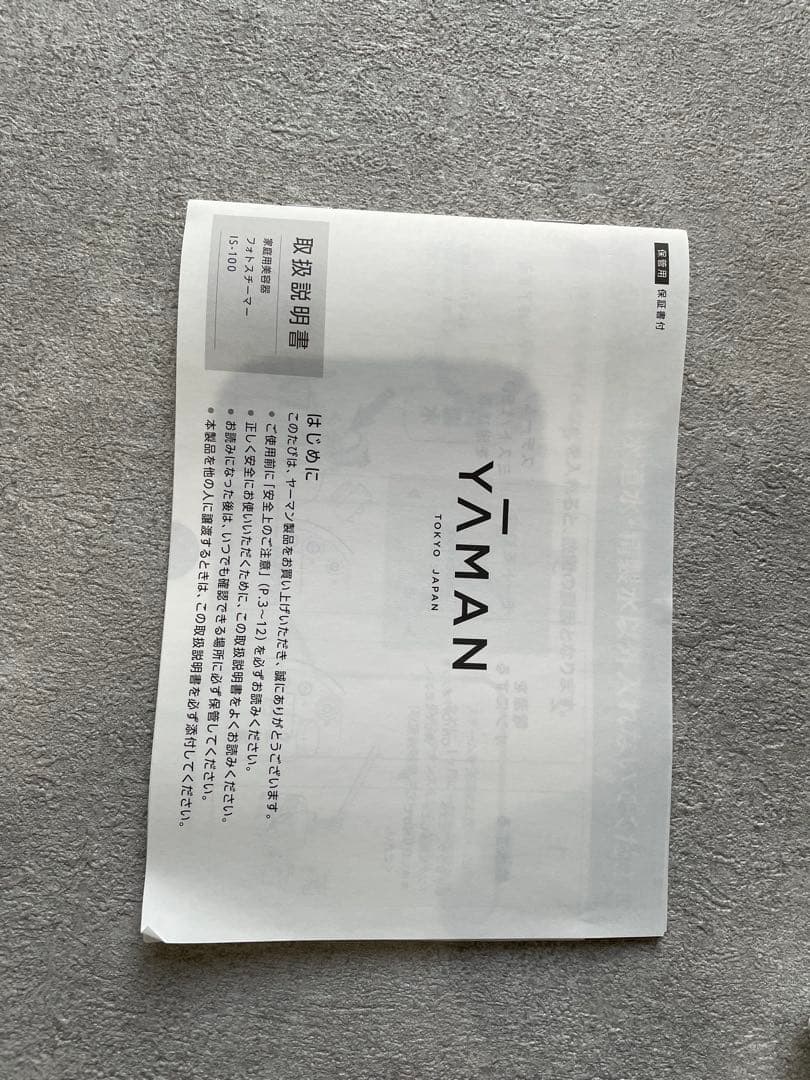 保管用 保証書付
YAMAN
TOKYO JAPAN
取扱説明書
家庭用美容器
フォトスチーマー
IS-100
はじめに
このたびは、ヤーマン製品をお買い上げいただき、誠にありがとうございます。
● ご使用前に「安全上のご注意」(P.3～12)を必ずお読みください。
● 正しく安全にお使いいただくために、この取扱説明書をよくお読みください。
● お読みになった後は、いつでも確認できる場所に必ず保管してください。
● 本製品を他の人に譲渡するときは、この取扱説明書を必ず添付してください。